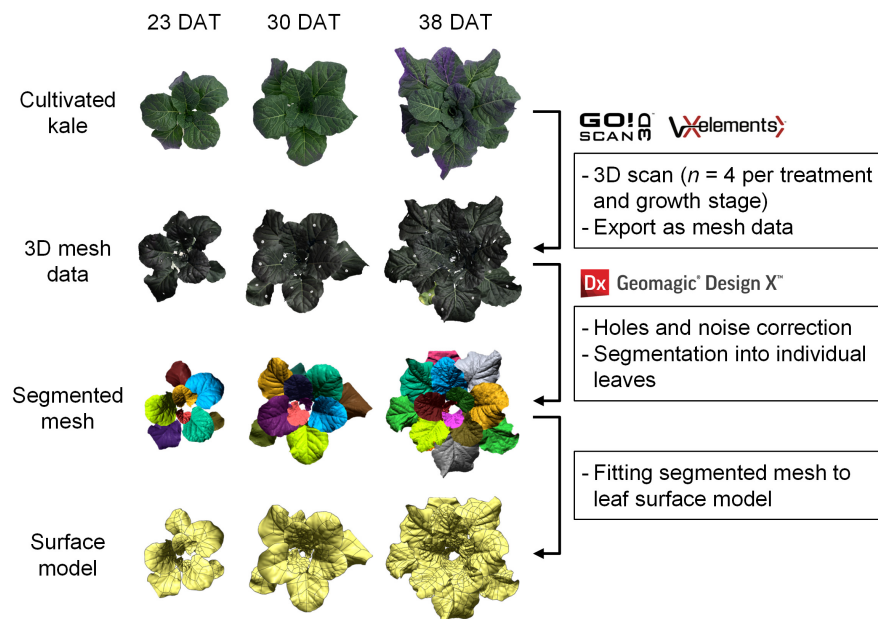 23 DAT
30 DAT
38 DAT
Cultivated
kale
GO!
SCAN
3D™
VXelements
- 3D scan (n = 4 per treatment
and growth stage)
- Export as mesh data
3D mesh
data
Dx Geomagic® Design X™
- Holes and noise correction
- Segmentation into individual
leaves
Segmented
mesh
- Fitting segmented mesh to
leaf surface model
Surface
model